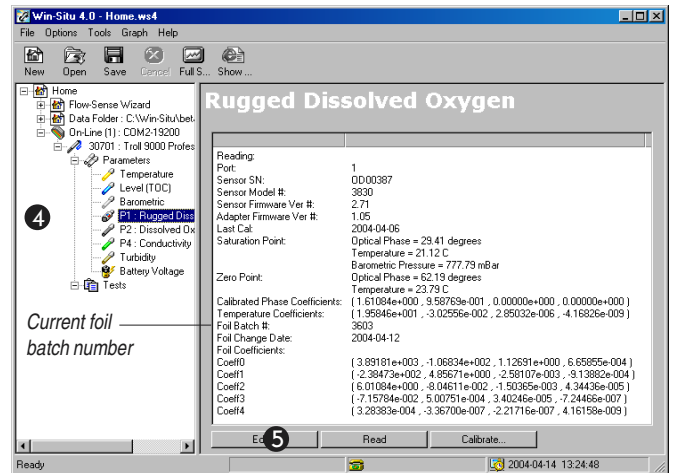 Win-Situ 4.0 - Home.ws4
File Options Tools Graph Help
New Open Save Cancel Full S... Show ...
Home
Flow-Sense Wizard
Data Folder : C:\Win-Situ\beta
On-Line (1) : COM2-19200
30701 : Troll 9000 Profes
Parameters
Temperature
Level (TOC)
Barometric
P1 : Rugged Diss
P2 : Dissolved Ox
P4 : Conductivity
Turbidity
Battery Voltage
Tests
4
Current foil
batch number
Rugged Dissolved Oxygen
Reading:
Port: 1
Sensor SN: OD00387
Sensor Model #: 3830
Sensor Firmware Ver #: 2.71
Adapter Firmware Ver #: 1.05
Last Cal: 2004-04-06
Saturation Point: Optical Phase = 29.41 degrees
Temperature = 21.12 C
Barometric Pressure = 777.79 mBar
Zero Point: Optical Phase = 62.19 degrees
Temperature = 23.79 C
Calibrated Phase Coefficients: ( 1.61084e+000 , 9.58769e-001 , 0.00000e+000 , 0.00000e+000 )
Temperature Coefficients: ( 1.95846e+001 , -3.02556e-002 , 2.85032e-006 , -4.16826e-009 )
Foil Batch #: 3603
Foil Change Date: 2004-04-12
Foil Coefficients:
Coeff0 ( 3.89181e+003 , -1.06834e+002 , 1.12691e+000 , 6.65855e-004 )
Coeff1 ( -2.38473e+002 , 4.85671e+000 , -2.58107e-003 , -9.13882e-004 )
Coeff2 ( 6.01084e+000 , -8.04611e-002 , -1.50365e-003 , 4.34436e-005 )
Coeff3 ( -7.15784e-002 , 5.00751e-004 , 3.40246e-005 , -7.24466e-007 )
Coeff4 ( 3.28383e-004 , -3.36700e-007 , -2.21716e-007 , 4.16158e-009 )
Ed 5 Read Calibrate...
Ready 2004-04-14 13:24:48